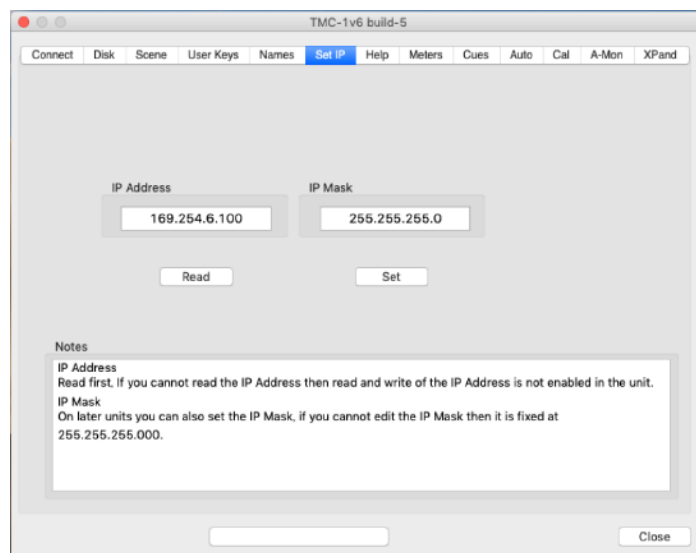 TMC-1v6 build-5
Connect Disk Scene User Keys Names Set IP Help Meters Cues Auto Cal A-Mon XPand
IP Address IP Mask
169.254.6.100 255.255.255.0
Read Set
Notes
IP Address
Read first, If you cannot read the IP Address then read and write of the IP Address is not enabled in the unit.
IP Mask
On later units you can also set the IP Mask, if you cannot edit the IP Mask then it is fixed at
255.255.255.000.
Close